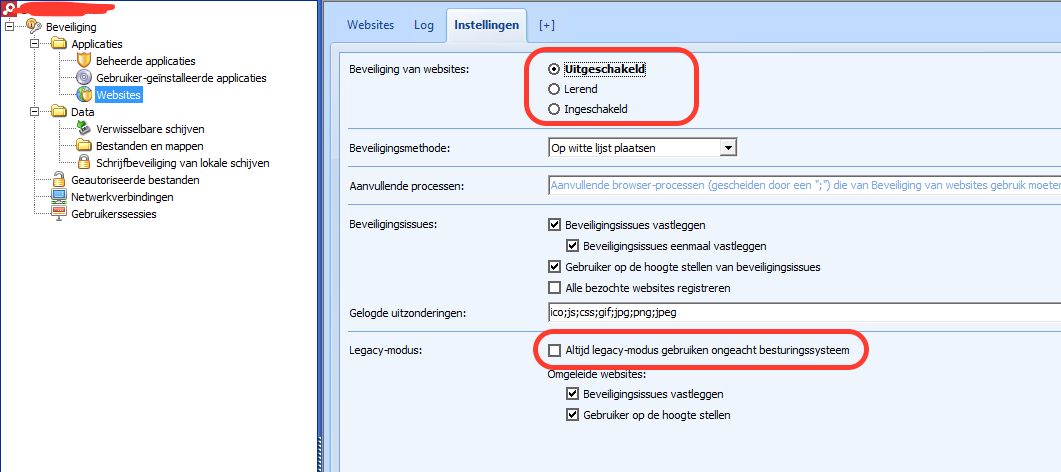 Beveiliging
Applicaties
Beheerde applicaties
Gebruiker-geïnstalleerde applicaties
Websites
Data
Verwisselbare schijven
Bestanden en mappen
Schrijfbeveiliging van lokale schijven
Geautoriseerde bestanden
Netwerkverbindingen
Gebruikerssessies
Websites Log Instellingen [+]
Beveiliging van websites: Uitgeschakeld
Lerend
Ingeschakeld
Beveiligingsmethode: Op witte lijst plaatsen
Aanvullende processen: Aanvullende browser-processen (gescheiden door een ";") die van Beveiliging van websites gebruik moeten
Beveiligingsissues: Beveiligingsissues vastleggen
Beveiligingsissues eenmaal vastleggen
Gebruiker op de hoogte stellen van beveiligingsissues
Alle bezochte websites registreren
Gelogde uitzonderingen: ico;js;css;gif;jpg;png;jpeg
Legacy-modus: Altijd legacy-modus gebruiken ongeacht besturingssysteem
Omgeleide websites:
Beveiligingsissues vastleggen
Gebruiker op de hoogte stellen